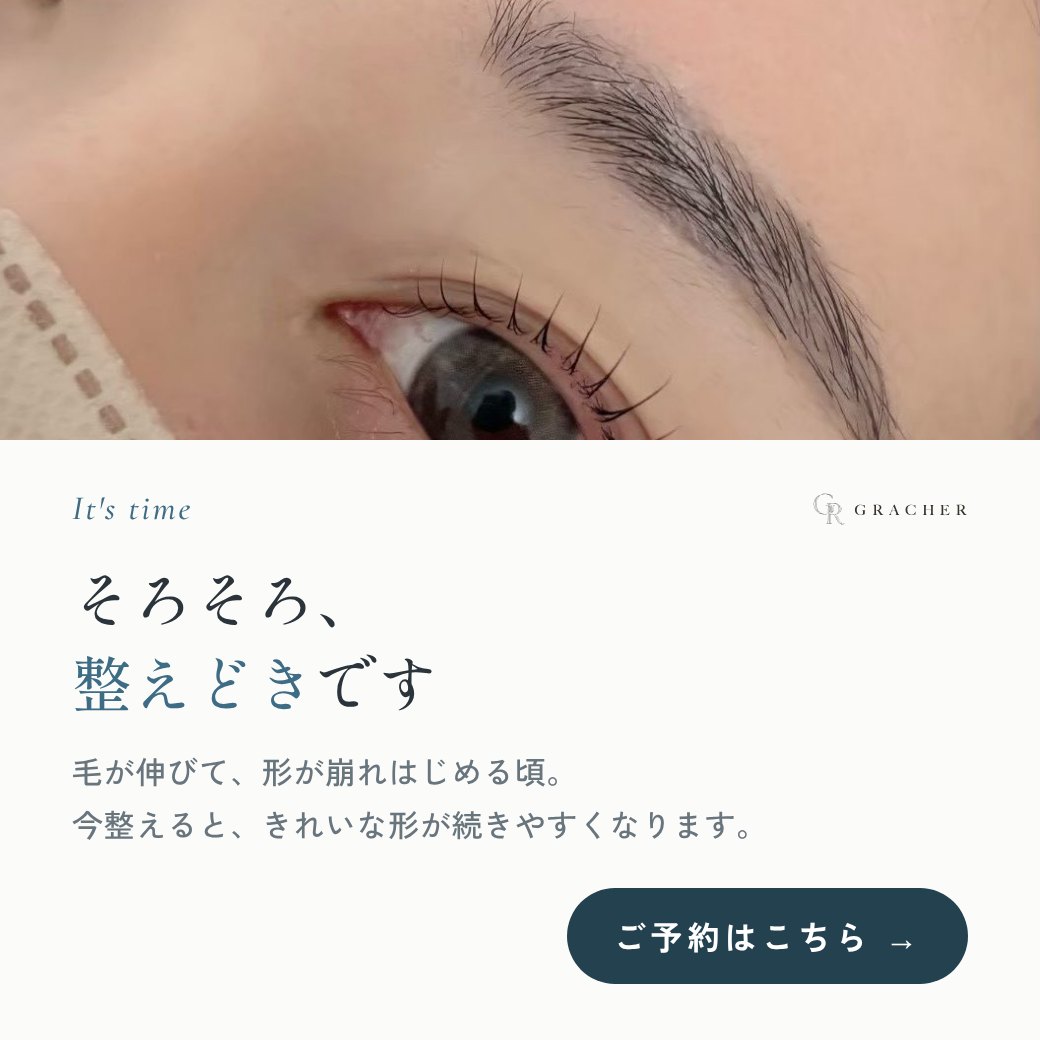 It's time
GR GRACHER
そろそろ、
整えどきです
毛が伸びて、形が崩れはじめる頃。
今整えると、きれいな形が続きやすくなります。
ご予約はこちら →